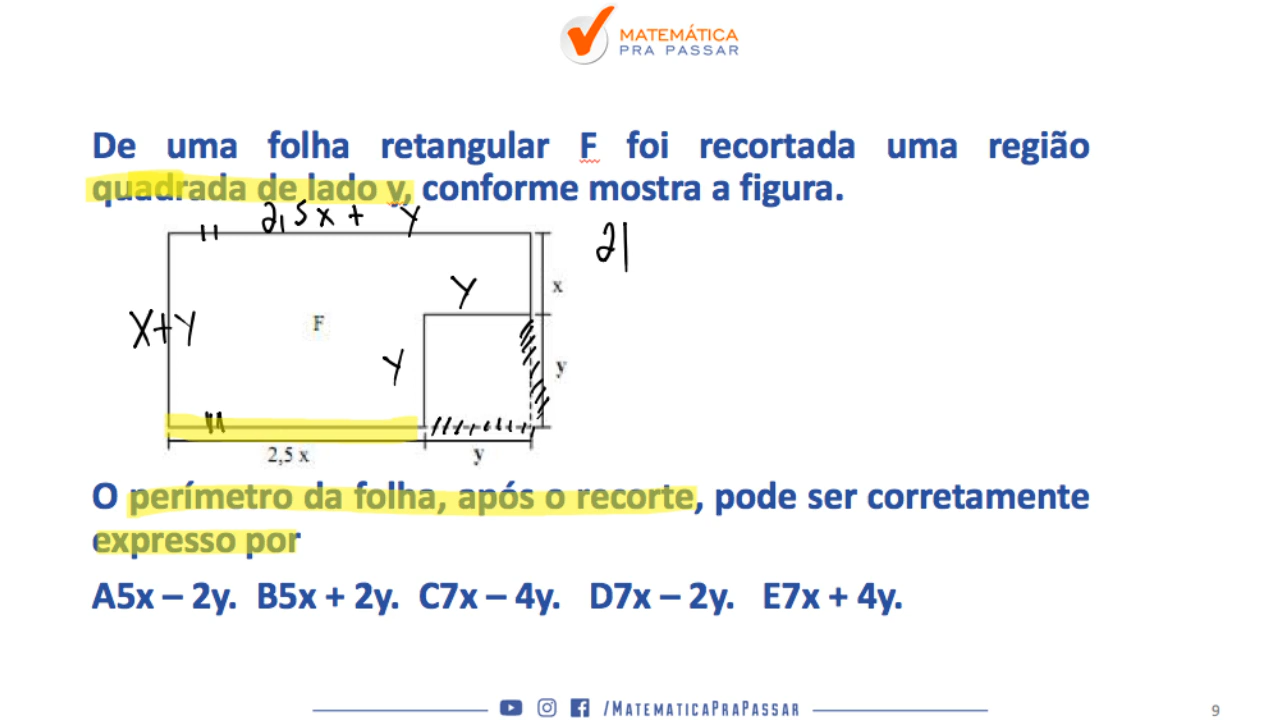 MATEMÁTICA
PRA PASSAR
De uma folha retangular F foi recortada uma região
quadrada de lado y, conforme mostra a figura.
2,5x + y
21
x
y
X+Y
F
y
y
2,5 x
y
O perímetro da folha, após o recorte, pode ser corretamente
expresso por
A5x – 2y. B5x + 2y. C7x – 4y. D7x – 2y. E7x + 4y.
/MatematicaPraPassar
9